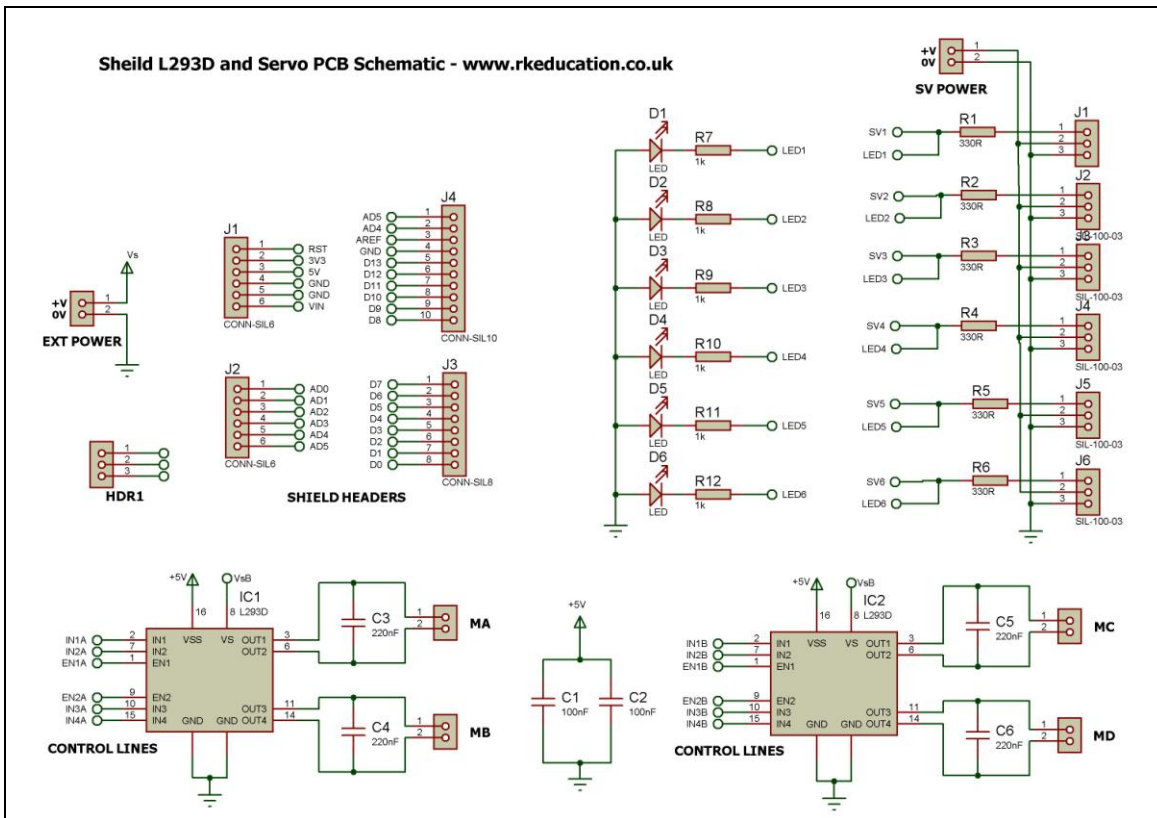 Sheild L293D and Servo PCB Schematic - www.rkeducation.co.uk
+V
0V
1
2
SV POWER
Vs
+V
0V
1
2
EXT POWER
J1
1 RST
2 3V3
3 5V
4 GND
5 GND
6 VIN
CONN-SIL6
J4
AD5 1
AD4 2
AREF 3
GND 4
D13 5
D12 6
D11 7
D10 8
D9 9
D8 10
CONN-SIL10
J2
1 AD0
2 AD1
3 AD2
4 AD3
5 AD4
6 AD5
CONN-SIL6
J3
D7 1
D6 2
D5 3
D4 4
D3 5
D2 6
D1 7
D0 8
CONN-SIL8
1
2
3
HDR1
SHIELD HEADERS
D1
LED
R7
1k
LED1
D2
LED
R8
1k
LED2
D3
LED
R9
1k
LED3
D4
LED
R10
1k
LED4
D5
LED
R11
1k
LED5
D6
LED
R12
1k
LED6
SV1
LED1
R1
330R
J1
1
2
3
SV2
LED2
R2
330R
J2
1
2
3
SIL-100-03
SV3
LED3
R3
330R
J3
1
2
3
SIL-100-03
SV4
LED4
R4
330R
J4
1
2
3
SIL-100-03
SV5
LED5
R5
330R
J5
1
2
3
SIL-100-03
SV6
LED6
R6
330R
J6
1
2
3
SIL-100-03
+5V
VsB
IC1
L293D
16
8
IN1A 2 IN1
IN2A 7 IN2
EN1A 1 EN1
EN2A 9 EN2
IN3A 10 IN3
IN4A 15 IN4
VSS VS
OUT1 3
OUT2 6
OUT3 11
OUT4 14
GND GND
C3
220nF
1
2
MA
C4
220nF
1
2
MB
CONTROL LINES
+5V
C1
100nF
C2
100nF
+5V
VsB
IC2
L293D
16
8
IN1B 2 IN1
IN2B 7 IN2
EN1B 1 EN1
EN2B 9 EN2
IN3B 10 IN3
IN4B 15 IN4
VSS VS
OUT1 3
OUT2 6
OUT3 11
OUT4 14
GND GND
C5
220nF
1
2
MC
C6
220nF
1
2
MD
CONTROL LINES